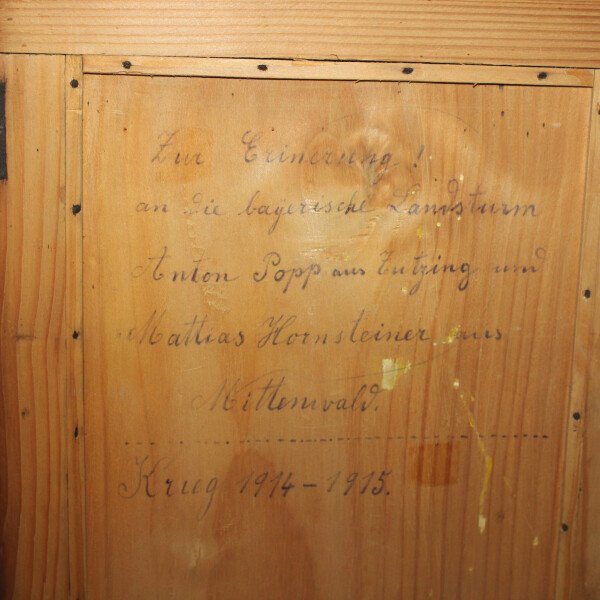 Zur Erinerung!
an die bayerische Landsturm
Anton Popp aus Tutzing und
Mattias Hornsteiner aus
Mittenwald.
Krieg 1914-1915.